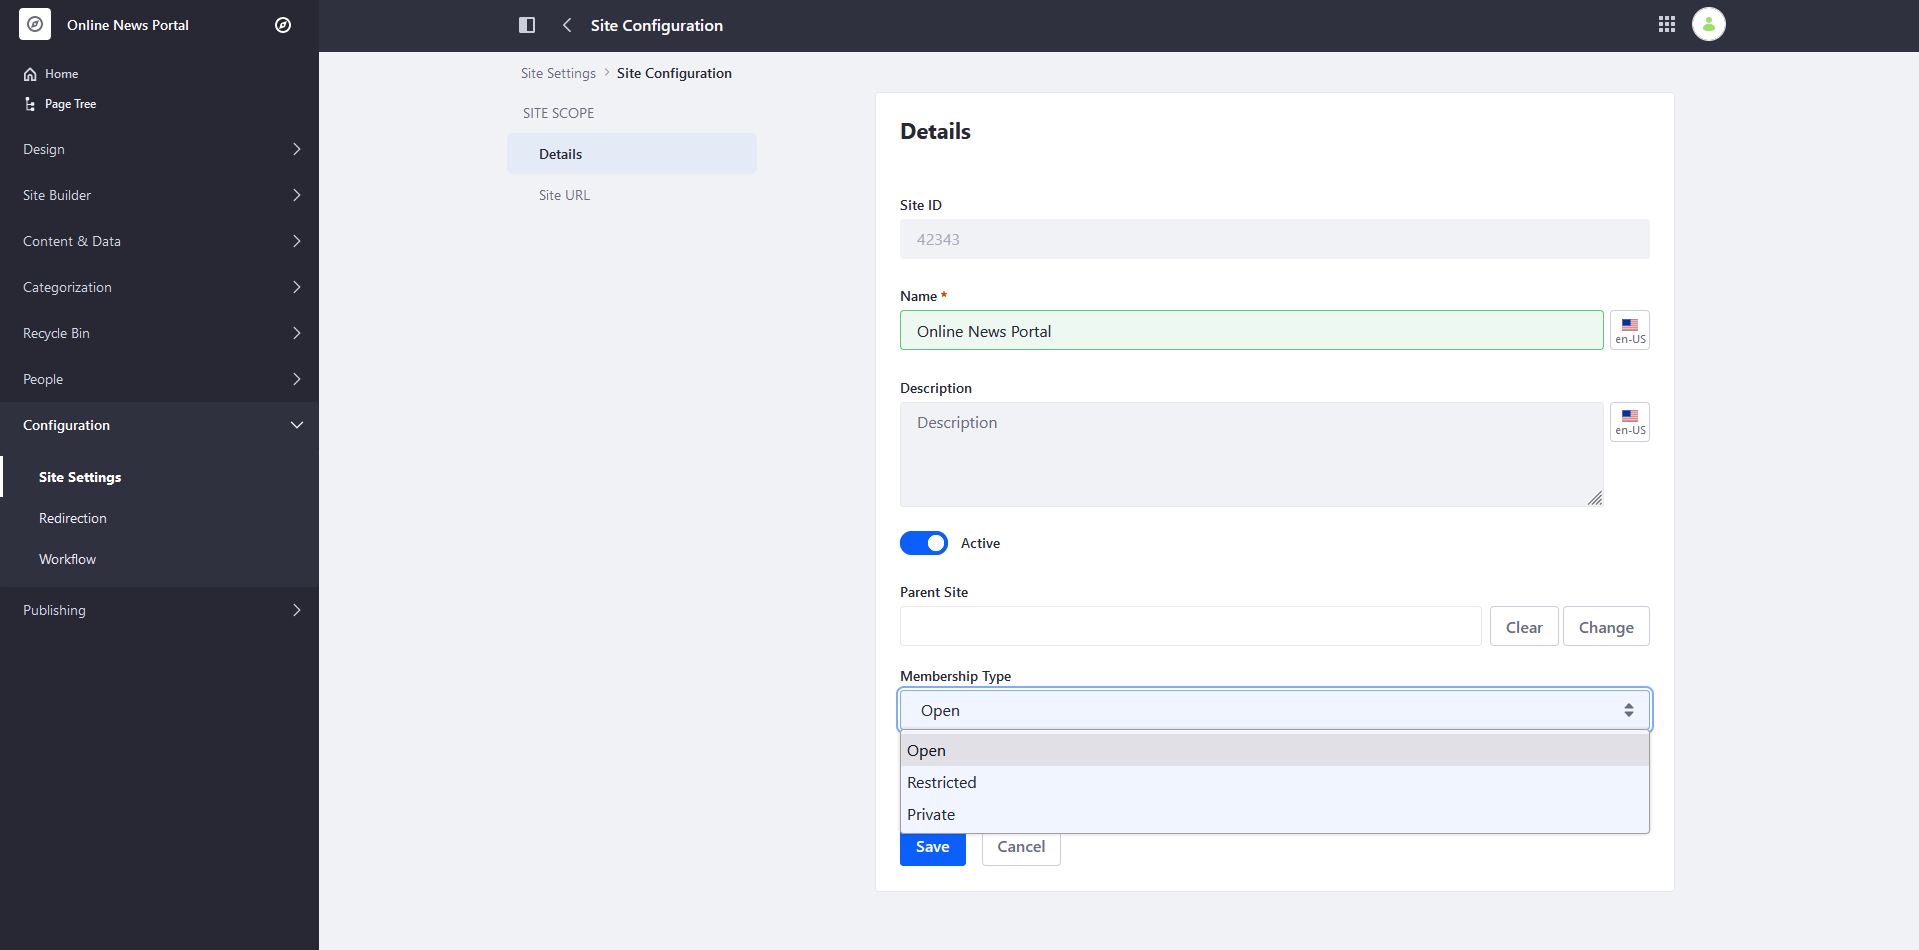 Online News Portal
Home
Page Tree
Design
Site Builder
Content & Data
Categorization
Recycle Bin
People
Configuration
Site Settings
Redirection
Workflow
Publishing
Site Configuration
Site Settings > Site Configuration
SITE SCOPE
Details
Site URL
Details
Site ID
42343
Name *
Online News Portal
en-US
Description
Description
en-US
Active
Parent Site
Clear
Change
Membership Type
Open
Open
Restricted
Private
Save
Cancel